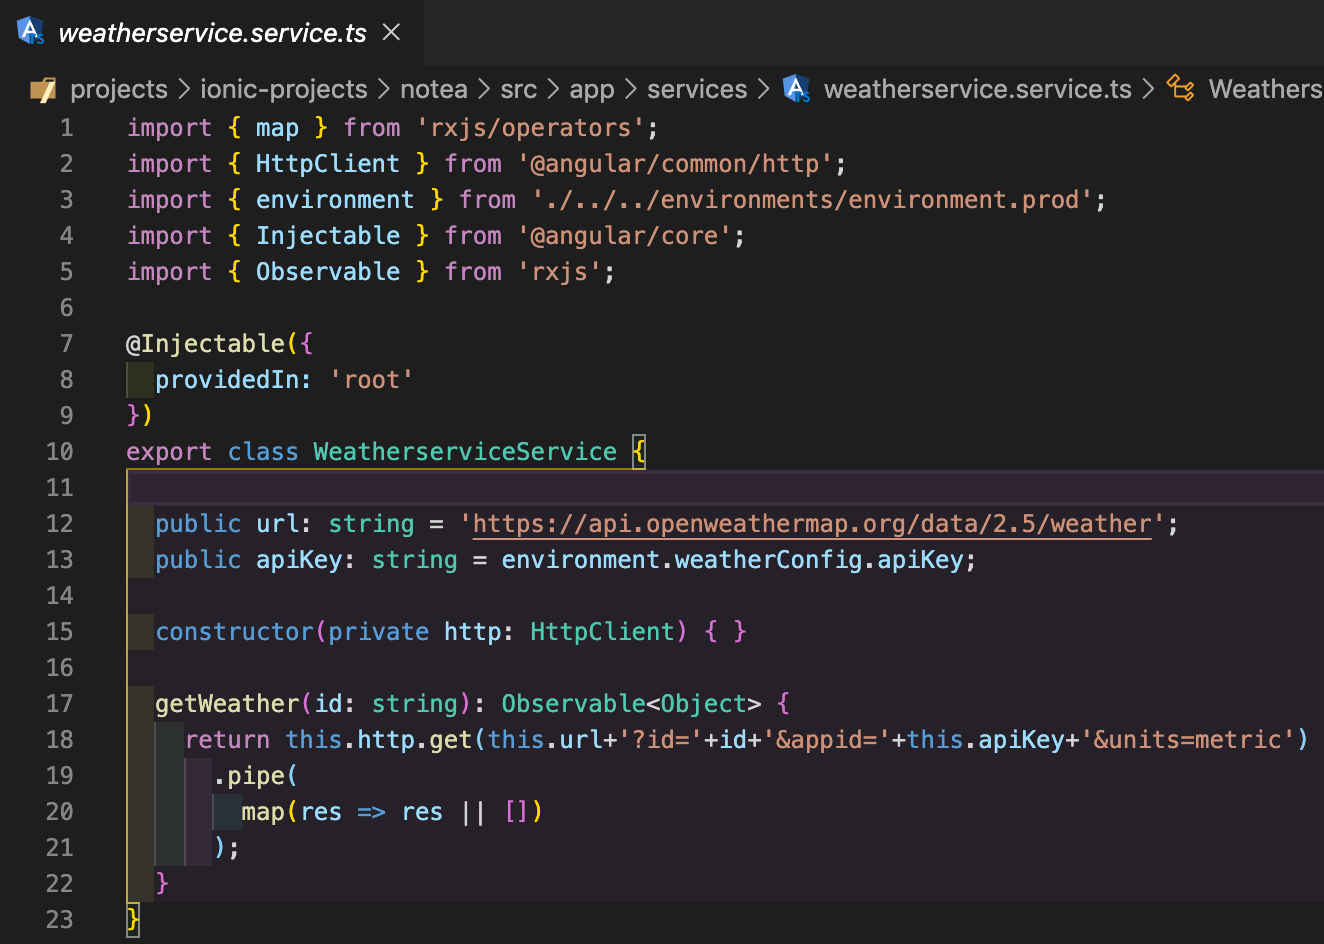 weatherservice.service.ts
projects > ionic-projects > notea > src > app > services > weatherservice.service.ts > Weathers
1 import { map } from 'rxjs/operators';
2 import { HttpClient } from '@angular/common/http';
3 import { environment } from './../../environments/environment.prod';
4 import { Injectable } from '@angular/core';
5 import { Observable } from 'rxjs';
6
7 @Injectable({
8   providedIn: 'root'
9 })
10 export class WeatherserviceService {
11
12   public url: string = 'https://api.openweathermap.org/data/2.5/weather';
13   public apiKey: string = environment.weatherConfig.apiKey;
14
15   constructor(private http: HttpClient) { }
16
17   getWeather(id: string): Observable<Object> {
18     return this.http.get(this.url+'?id='+id+'&appid='+this.apiKey+'&units=metric')
19       .pipe(
20         map(res => res || [])
21       );
22   }
23 }